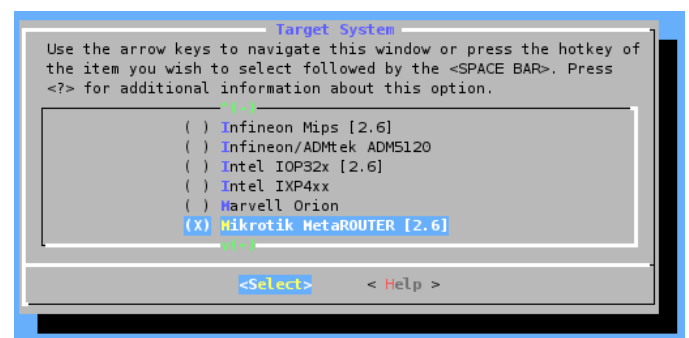 Target System
Use the arrow keys to navigate this window or press the hotkey of
the item you wish to select followed by the <SPACE BAR>. Press
<?> for additional information about this option.
^(-)
( ) Infineon Mips [2.6]
( ) Infineon/ADMtek ADM5120
( ) Intel IOP32x [2.6]
( ) Intel IXP4xx
( ) Marvell Orion
(X) Mikrotik MetaROUTER [2.6]
v(+)
<Select> < Help >